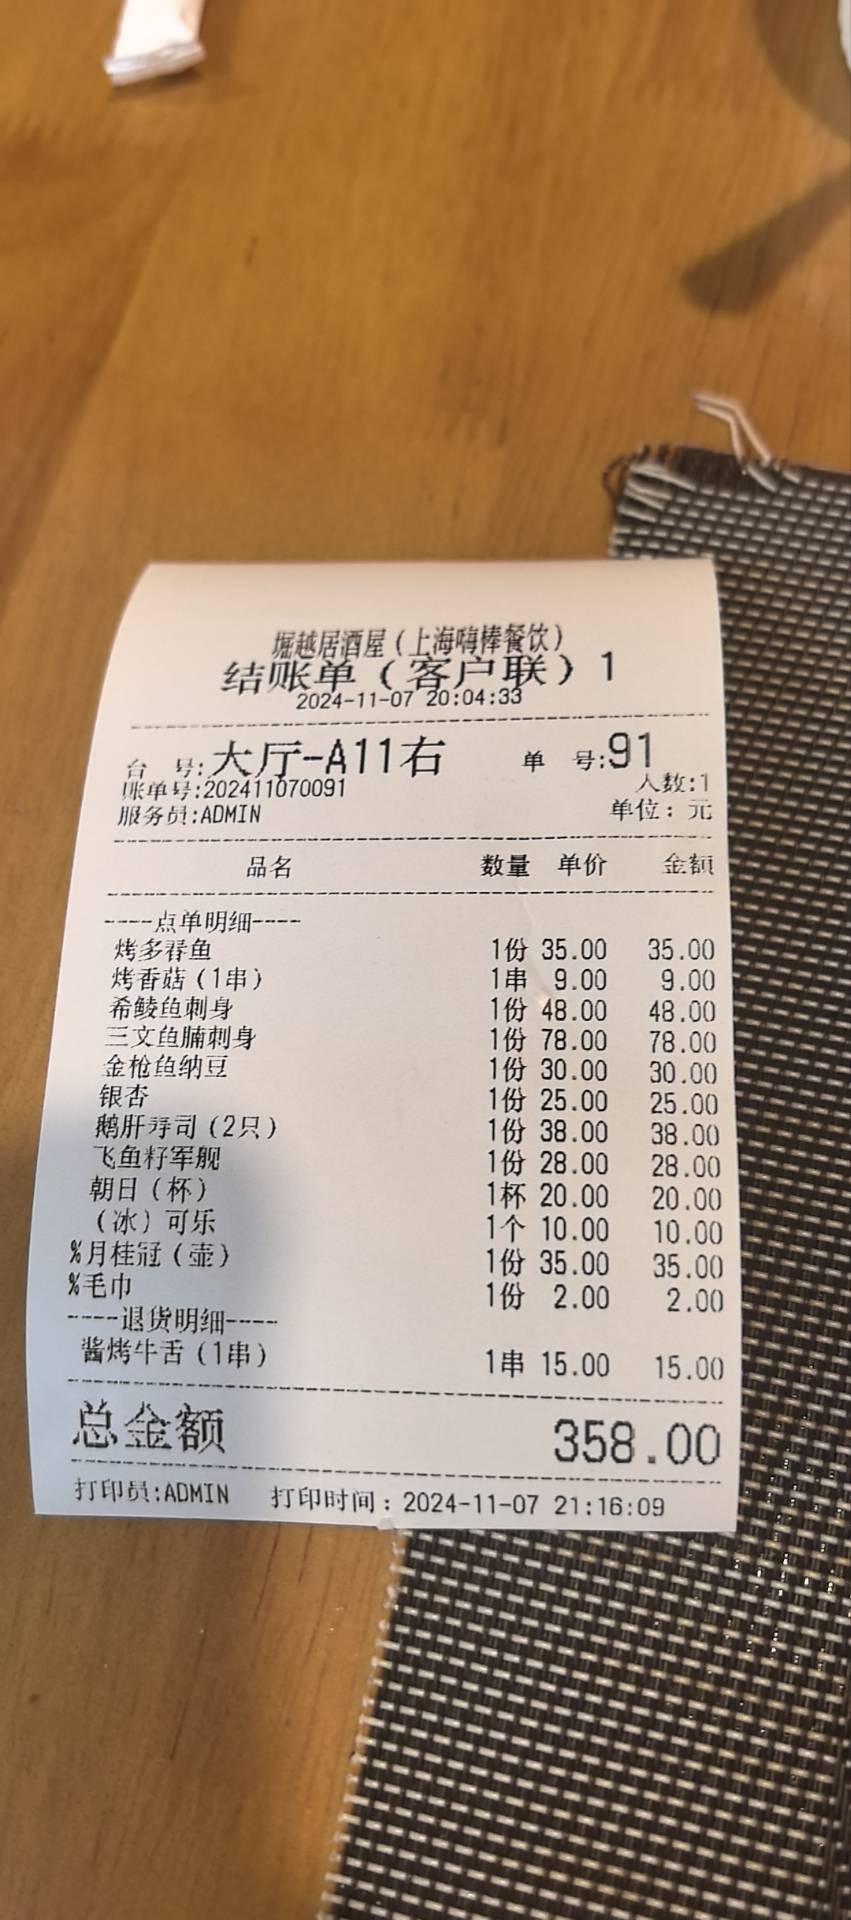 堀越居酒屋(上海嗨棒餐饮)
结账单(客户联)1
2024-11-07 20:04:33
台 号:大厅-A11右 单 号:91
账单号:202411070091 人数:1
服务员:ADMIN 单位: 元
品名 数量 单价 金额
----点单明细----
烤多春鱼 1份 35.00 35.00
烤香菇(1串) 1串 9.00 9.00
希鲮鱼刺身 1份 48.00 48.00
三文鱼腩刺身 1份 78.00 78.00
金枪鱼纳豆 1份 30.00 30.00
银杏 1份 25.00 25.00
鹅肝寿司(2只) 1份 38.00 38.00
飞鱼籽军舰 1份 28.00 28.00
朝日(杯) 1杯 20.00 20.00
(冰)可乐 1个 10.00 10.00
%月桂冠(壶) 1份 35.00 35.00
%毛巾 1份 2.00 2.00
----退货明细----
酱烤牛舌(1串) 1串 15.00 15.00
总金额 358.00
打印员:ADMIN 打印时间:2024-11-07 21:16:09